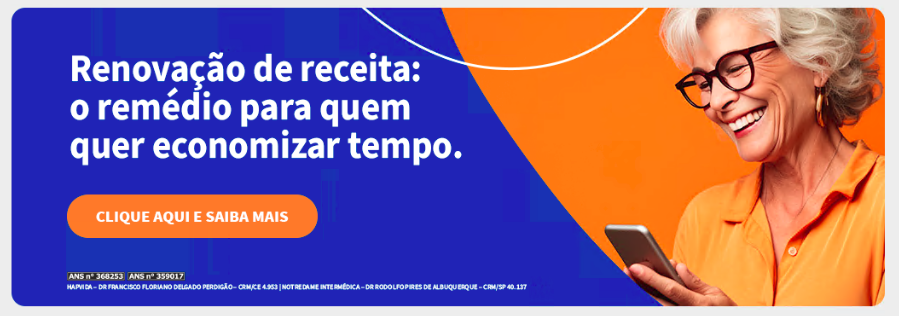 Renovação de receita:
o remédio para quem
quer economizar tempo.
CLIQUE AQUI E SAIBA MAIS
ANS nº 368253 ANS nº 359017
HAPVIDA – DR FRANCISCO FLORIANO DELGADO PERDIGÃO – CRM/CE 4.953 | NOTREDAME INTERMÉDICA – DR RODOLFO PIRES DE ALBUQUERQUE – CRM/SP 40.137